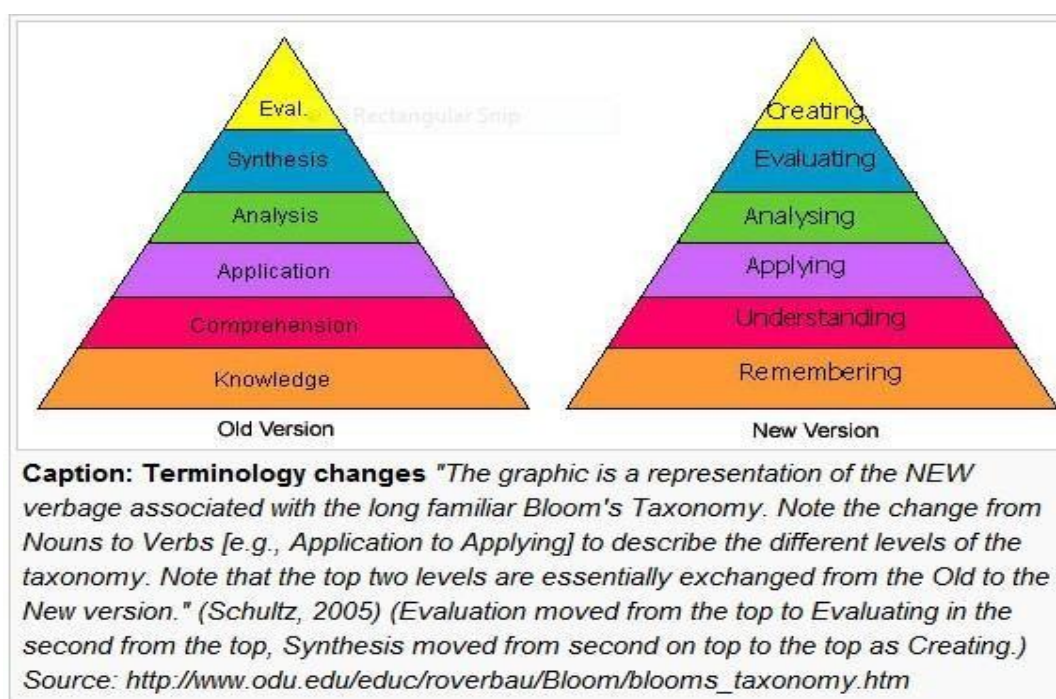 Eval.
Synthesis
Analysis
Application
Comprehension
Knowledge
Old Version
Rectangular Snip
Creating
Evaluating
Analysing
Applying
Understanding
Remembering
New Version
Caption: Terminology changes "The graphic is a representation of the NEW
verbage associated with the long familiar Bloom's Taxonomy. Note the change from
Nouns to Verbs [e.g., Application to Applying] to describe the different levels of the
taxonomy. Note that the top two levels are essentially exchanged from the Old to the
New version." (Schultz, 2005) (Evaluation moved from the top to Evaluating in the
second from the top, Synthesis moved from second on top to the top as Creating.)
Source: http://www.odu.edu/educ/roverbau/Bloom/blooms_taxonomy.htm